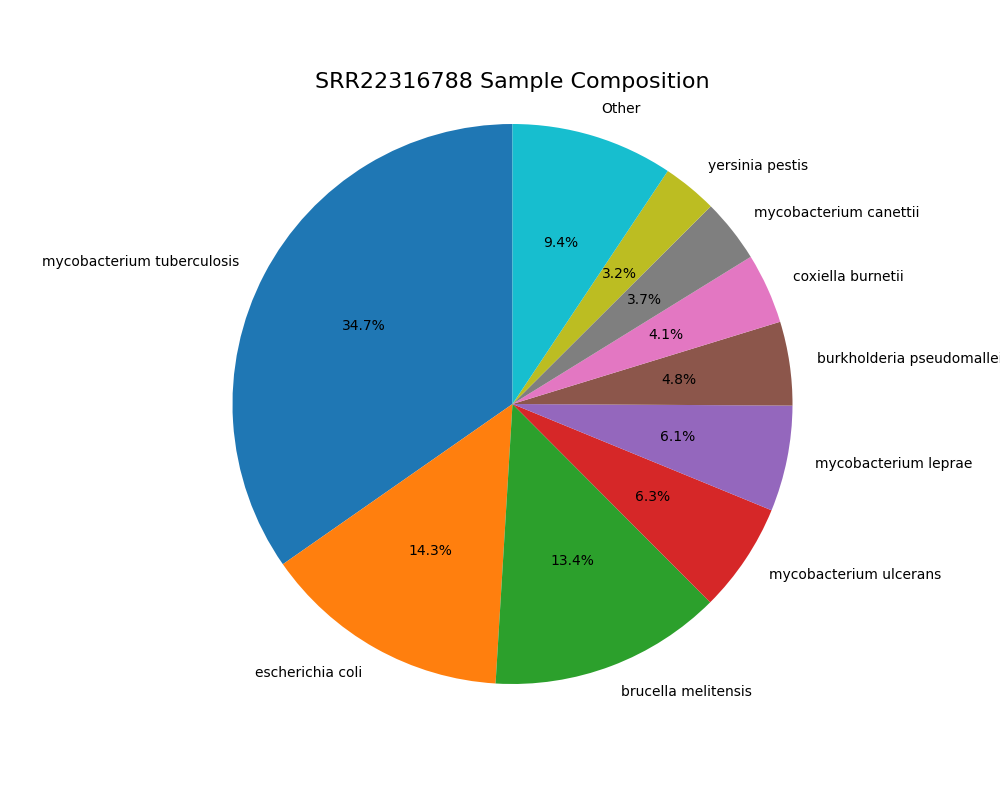 SRR22316788 Sample Composition
Other
yersinia pestis
mycobacterium canettii
mycobacterium tuberculosis
coxiella burnetii
burkholderia pseudomallei
mycobacterium leprae
mycobacterium ulcerans
brucella melitensis
escherichia coli
9.4%
3.2%
3.7%
34.7%
4.1%
4.8%
6.1%
6.3%
14.3%
13.4%